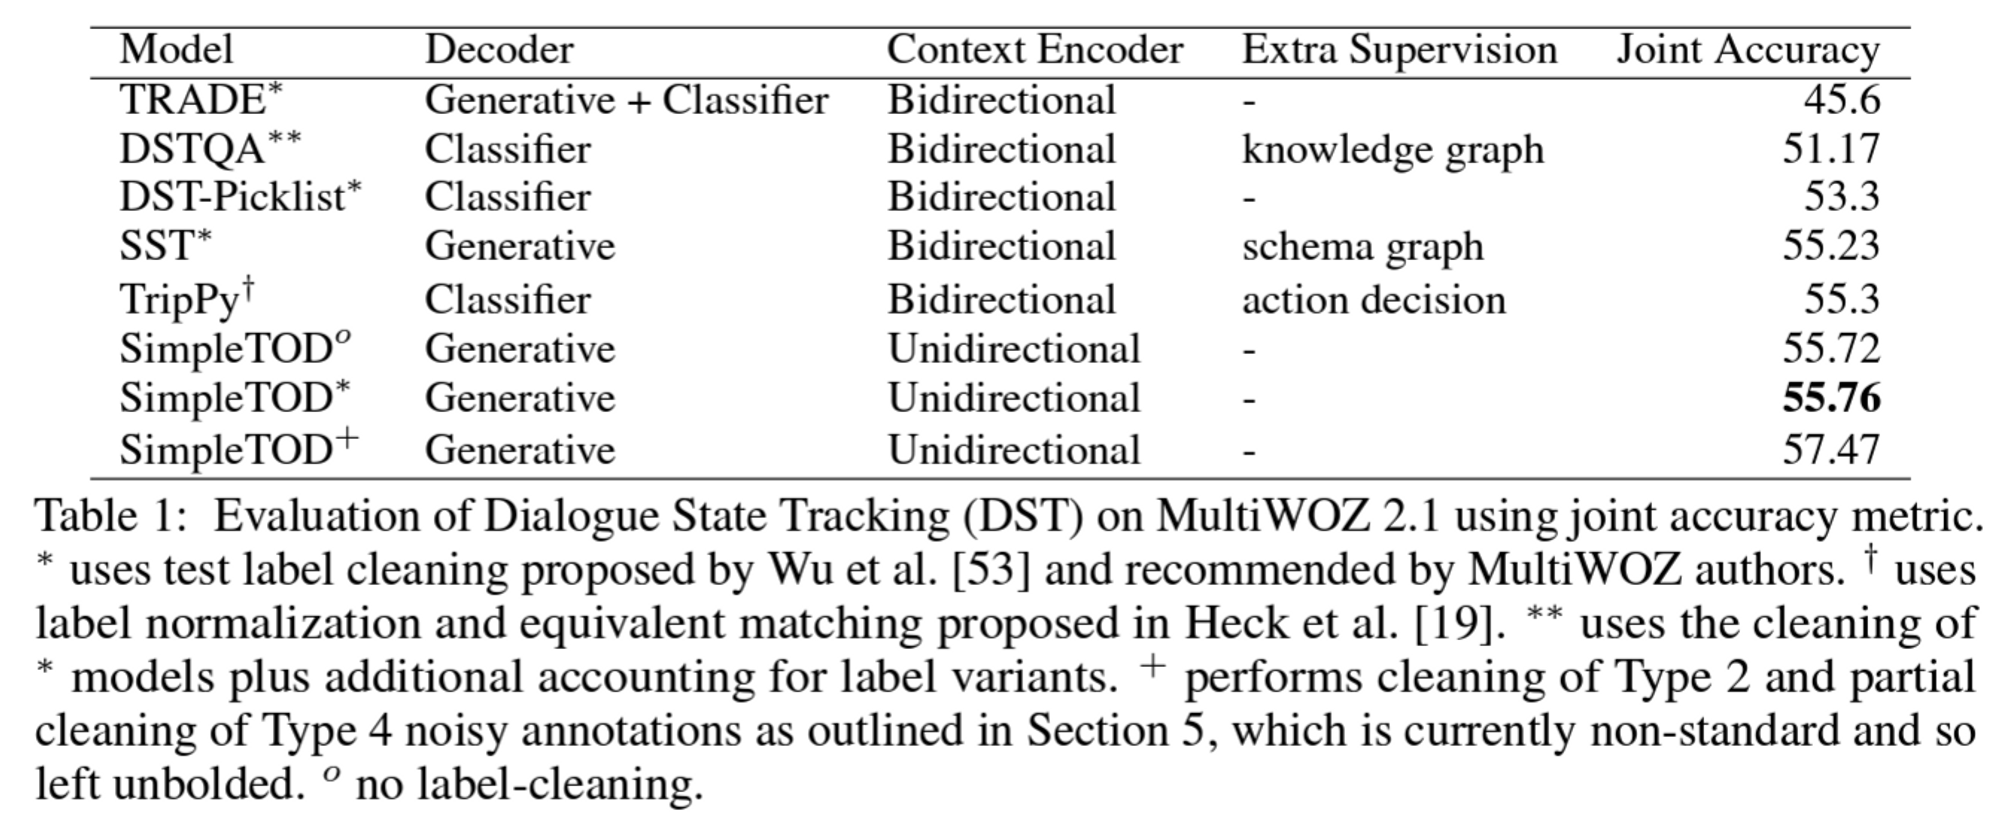 Model Decoder Context Encoder Extra Supervision Joint Accuracy
TRADE* Generative + Classifier Bidirectional - 45.6
DSTQA** Classifier Bidirectional knowledge graph 51.17
DST-Picklist* Classifier Bidirectional - 53.3
SST* Generative Bidirectional schema graph 55.23
TripPy† Classifier Bidirectional action decision 55.3
SimpleTODᵒ Generative Unidirectional - 55.72
SimpleTOD* Generative Unidirectional - 55.76
SimpleTOD⁺ Generative Unidirectional - 57.47
Table 1: Evaluation of Dialogue State Tracking (DST) on MultiWOZ 2.1 using joint accuracy metric.
* uses test label cleaning proposed by Wu et al. [53] and recommended by MultiWOZ authors. † uses
label normalization and equivalent matching proposed in Heck et al. [19]. ** uses the cleaning of
* models plus additional accounting for label variants. ⁺ performs cleaning of Type 2 and partial
cleaning of Type 4 noisy annotations as outlined in Section 5, which is currently non-standard and so
left unbolded. ᵒ no label-cleaning.